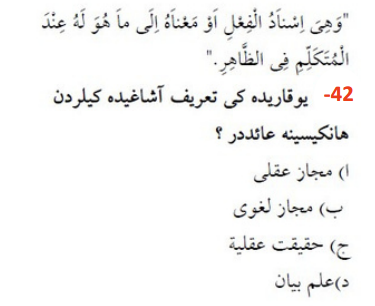 "وَهِىَ اِسْنَادُ الْفِعْلِ اَوْ مَعْنَاهُ اِلَى ماَ هُوَ لَهُ عِنْدَ
الْمُتَكَلِّمِ فِى الظَّاهِرِ."
42- يوقاريده كى تعريف آشاغيده كيلردن
هانكيسينه عائددر ؟
ا) مجاز عقلى
ب) مجاز لغوى
ج) حقيقت عقلية
د)علم بيان